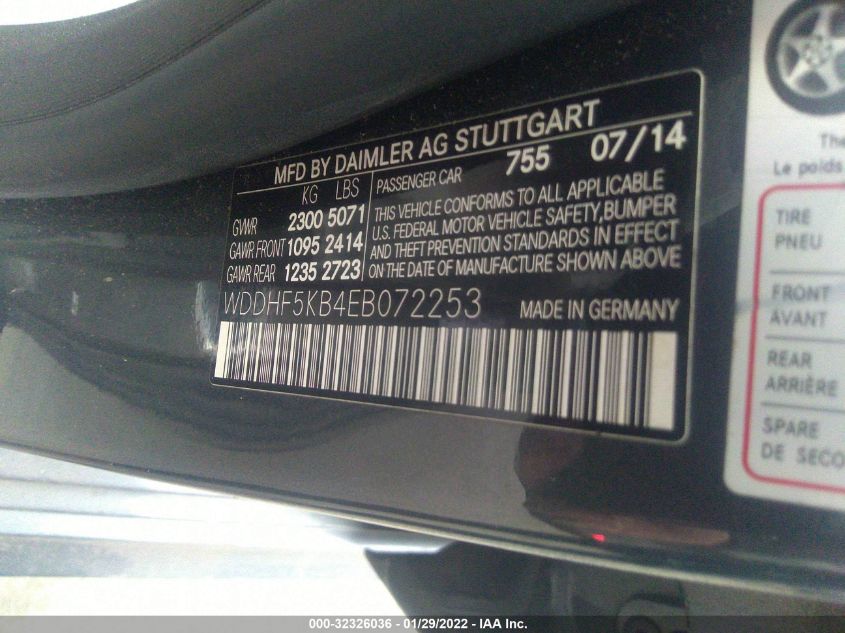 MFD BY DAIMLER AG STUTTGART
KG LBS
GVWR 2300 5071
GAWR FRONT 1095 2414
GAWR REAR 1235 2723
755 07/14
PASSENGER CAR
THIS VEHICLE CONFORMS TO ALL APPLICABLE
U.S. FEDERAL MOTOR VEHICLE SAFETY,BUMPER
AND THEFT PREVENTION STANDARDS IN EFFECT
ON THE DATE OF MANUFACTURE SHOWN ABOVE
WDDHF5KB4EB072253 MADE IN GERMANY
The
Le poids
TIRE
PNEU
FRONT
AVANT
REAR
ARRIÈRE
SPARE
DE SECO
000-32326036 - 01/29/2022 - IAA Inc.